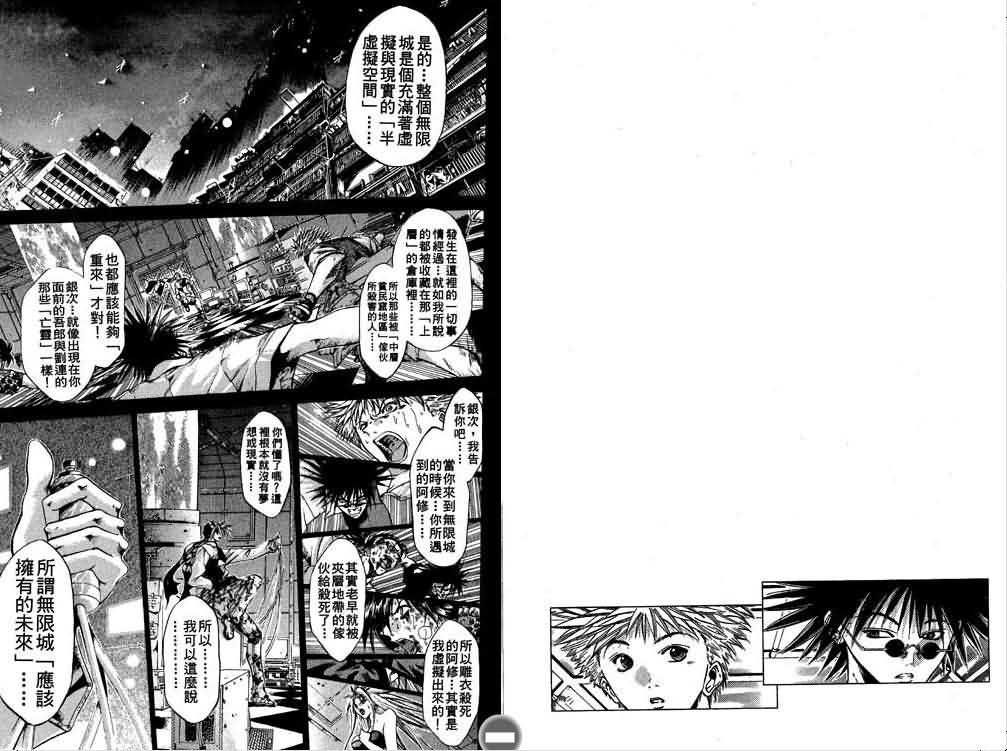 是的…整個無限
城是個充滿著虛
擬與現實的「半
虛擬空間」……
發生在這裡的一切事
情經過…就如我所說
的都被收藏在那「上
層」的倉庫裡………
所以那些被「中層
貧民窟地區」傢伙
所殺害的人……
也都應該能夠「
重來」才對！
銀次…就像出現在你
面前的吾郎與劉連的
那些「亡靈」一樣！
銀次，我告
訴你吧……
當你來到無限城
的時候…你所遇
到的阿修……
其實老早就被
夾層地帶的傢
伙給殺死了…
所以雕衣殺死
的阿修…其實是
我虛擬出來的！
你們懂了嗎？這
裡根本就沒有夢
想或現實……
所以………
我可以這麼說
所謂無限城「應該
擁有的未來」……